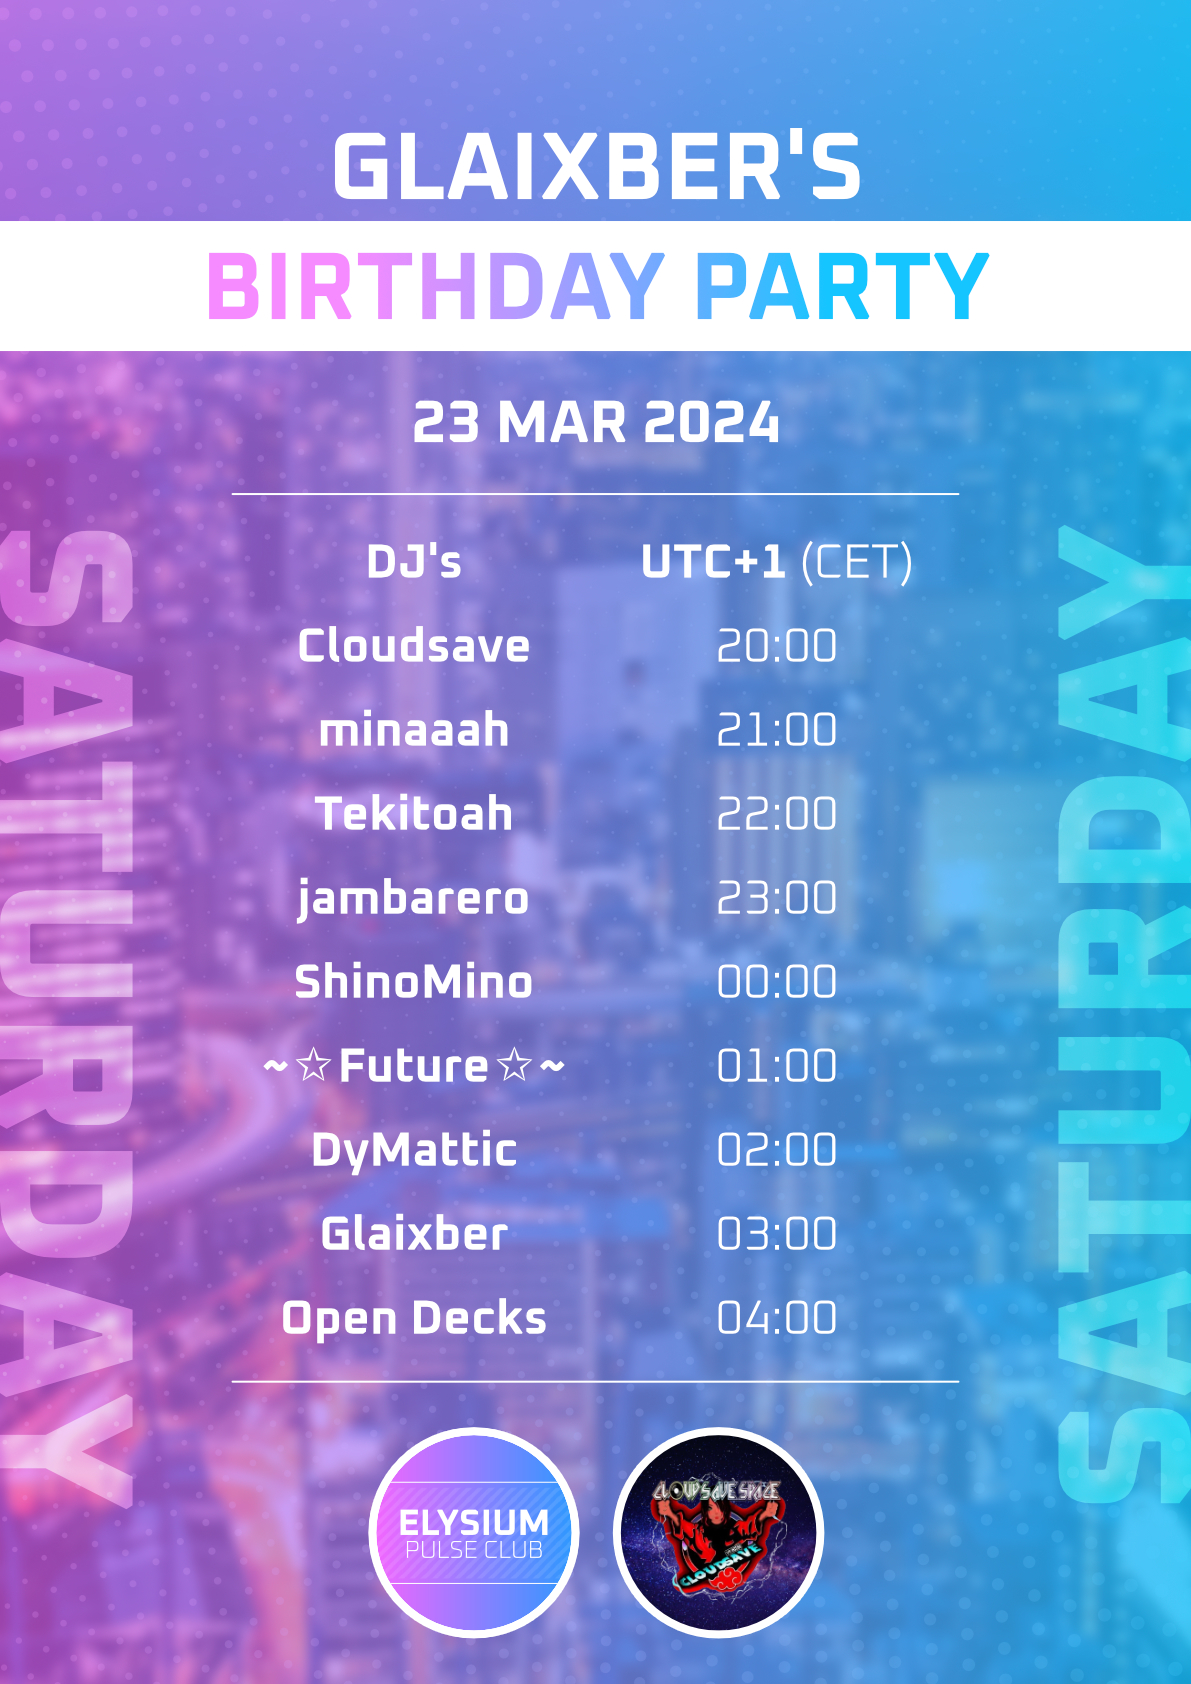 GLAIXBER'S
BIRTHDAY PARTY
23 MAR 2024
DJ's UTC+1 (CET)
Cloudsave 20:00
minaaah 21:00
Tekitoah 22:00
jambarero 23:00
ShinoMino 00:00
~☆Future☆~ 01:00
DyMattic 02:00
Glaixber 03:00
Open Decks 04:00
SATURDAY
SATURDAY
ELYSIUM
PULSE CLUB
CLOUDSAVE SPACE
CLOUDSAVE